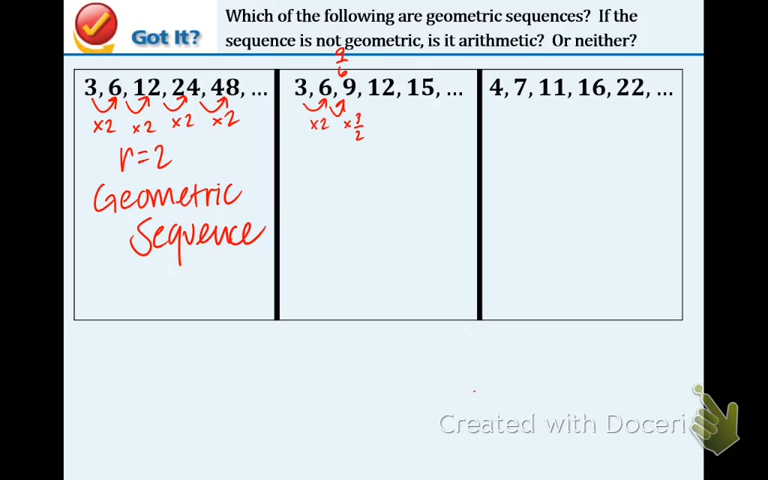 Got It?
Which of the following are geometric sequences? If the
sequence is not geometric, is it arithmetic? Or neither?
3, 6, 12, 24, 48, ...
×2 ×2 ×2 ×2
r=2
Geometric
Sequence
9/6
3, 6, 9, 12, 15, ...
×2 ×3/2
4, 7, 11, 16, 22, ...
Created with Doceri